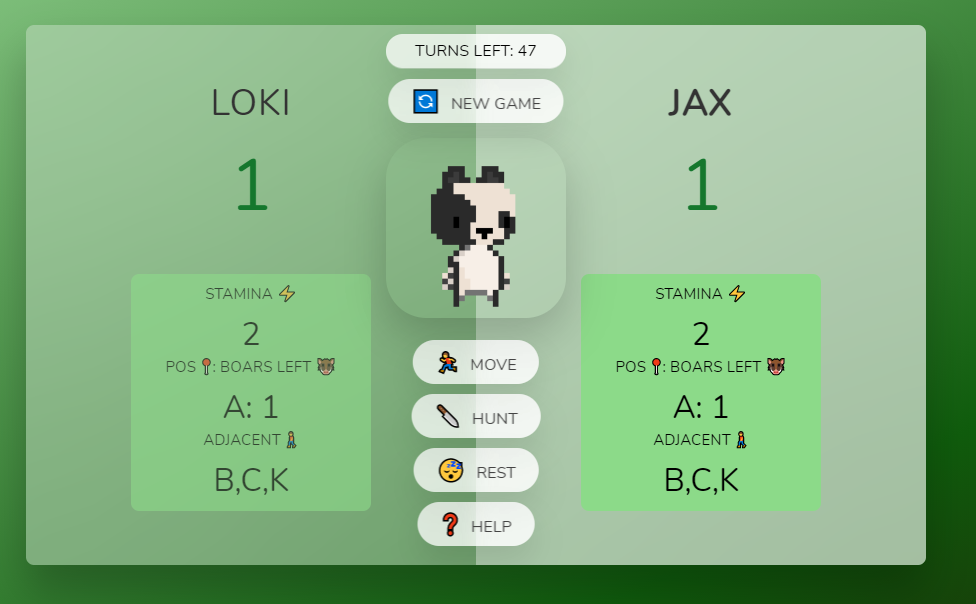 TURNS LEFT: 47
NEW GAME
LOKI
1
STAMINA ⚡
2
POS 📍: BOARS LEFT 🐗
A: 1
ADJACENT 🚶
B,C,K
MOVE
HUNT
REST
HELP
JAX
1
STAMINA ⚡
2
POS 📍: BOARS LEFT 🐗
A: 1
ADJACENT 🚶
B,C,K